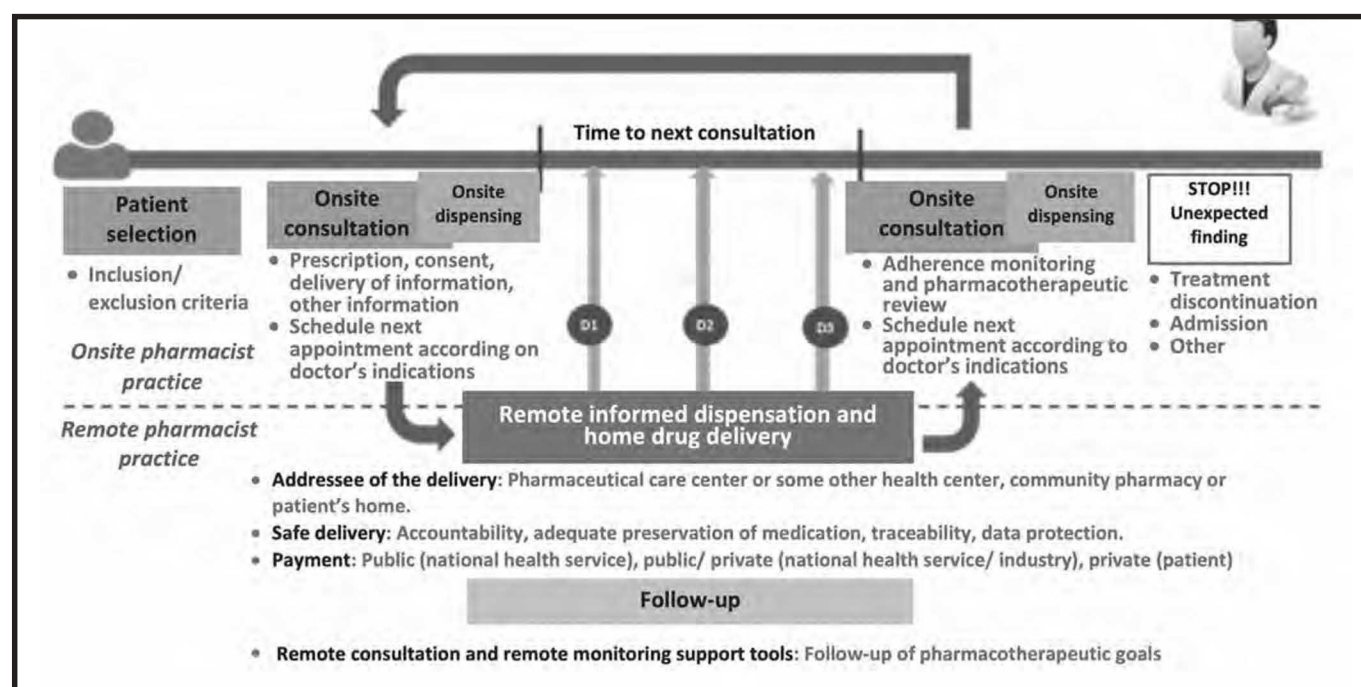 Time to next consultation
Patient
selection
• Inclusion/
exclusion criteria
Onsite
consultation
Onsite
dispensing
• Prescription, consent,
delivery of information,
other information
• Schedule next
appointment according on
doctor's indications
D1
D2
D3
Onsite
consultation
Onsite
dispensing
• Adherence monitoring
and pharmacotherapeutic
review
• Schedule next
appointment according to
doctor's indications
STOP!!!
Unexpected
finding
• Treatment
discontinuation
• Admission
• Other
Onsite pharmacist
practice
Remote pharmacist
practice
Remote informed dispensation and
home drug delivery
• Addressee of the delivery: Pharmaceutical care center or some other health center, community pharmacy or
patient's home.
• Safe delivery: Accountability, adequate preservation of medication, traceability, data protection.
• Payment: Public (national health service), public/ private (national health service/ industry), private (patient)
Follow-up
• Remote consultation and remote monitoring support tools: Follow-up of pharmacotherapeutic goals